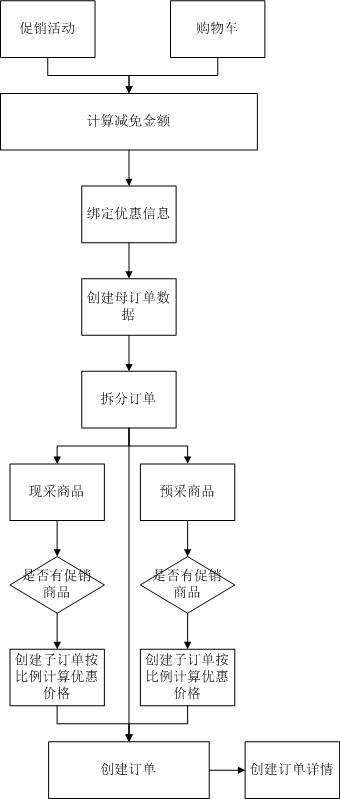 促销活动
购物车
计算减免金额
绑定优惠信息
创建母订单数
据
拆分订单
现采商品
预采商品
是否有促销
商品
是否有促销
商品
创建子订单按
比例计算优惠
价格
创建子订单按
比例计算优惠
价格
创建订单
创建订单详情